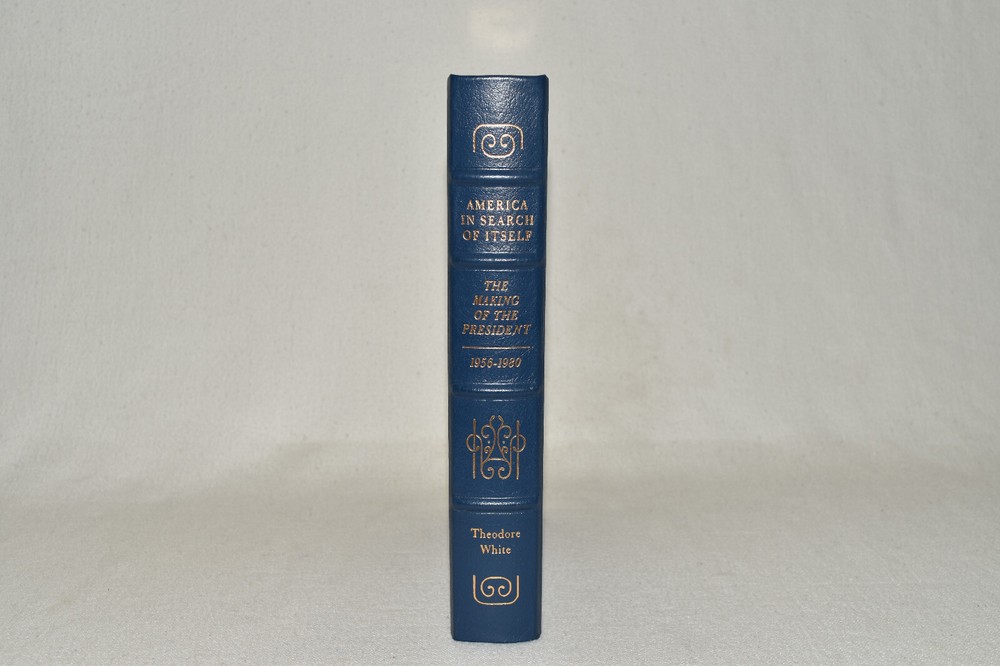 AMERICA
IN SEARCH
OF ITSELF
THE
MAKING
OF THE
PRESIDENT
1956-1980
Theodore
White